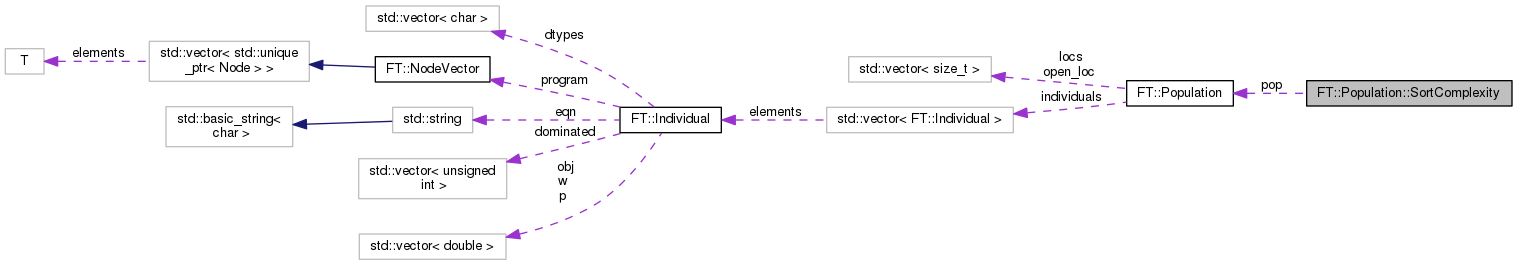 std::vector< char >
dtypes
T
elements
std::vector< std::unique
_ptr< Node > >
FT::NodeVector
program
std::vector< size_t >
locs
open_loc
FT::Population
pop
FT::Population::SortComplexity
individuals
std::basic_string<
char >
std::string
eqn
FT::Individual
elements
std::vector< FT::Individual >
dominated
std::vector< unsigned
int >
obj
w
p
std::vector< double >